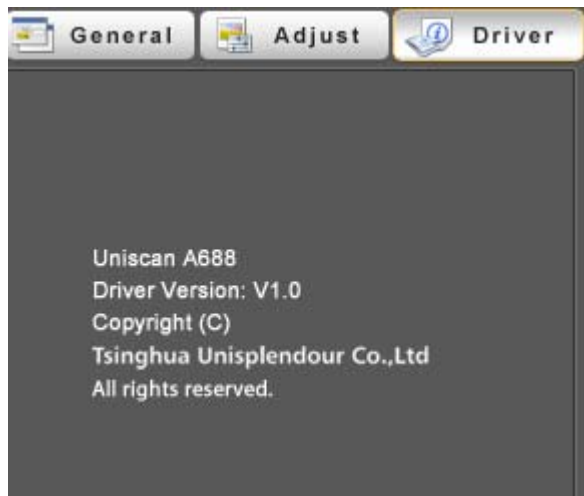 General
Adjust
Driver
Uniscan A688
Driver Version: V1.0
Copyright (C)
Tsinghua Unisplendour Co.,Ltd
All rights reserved.